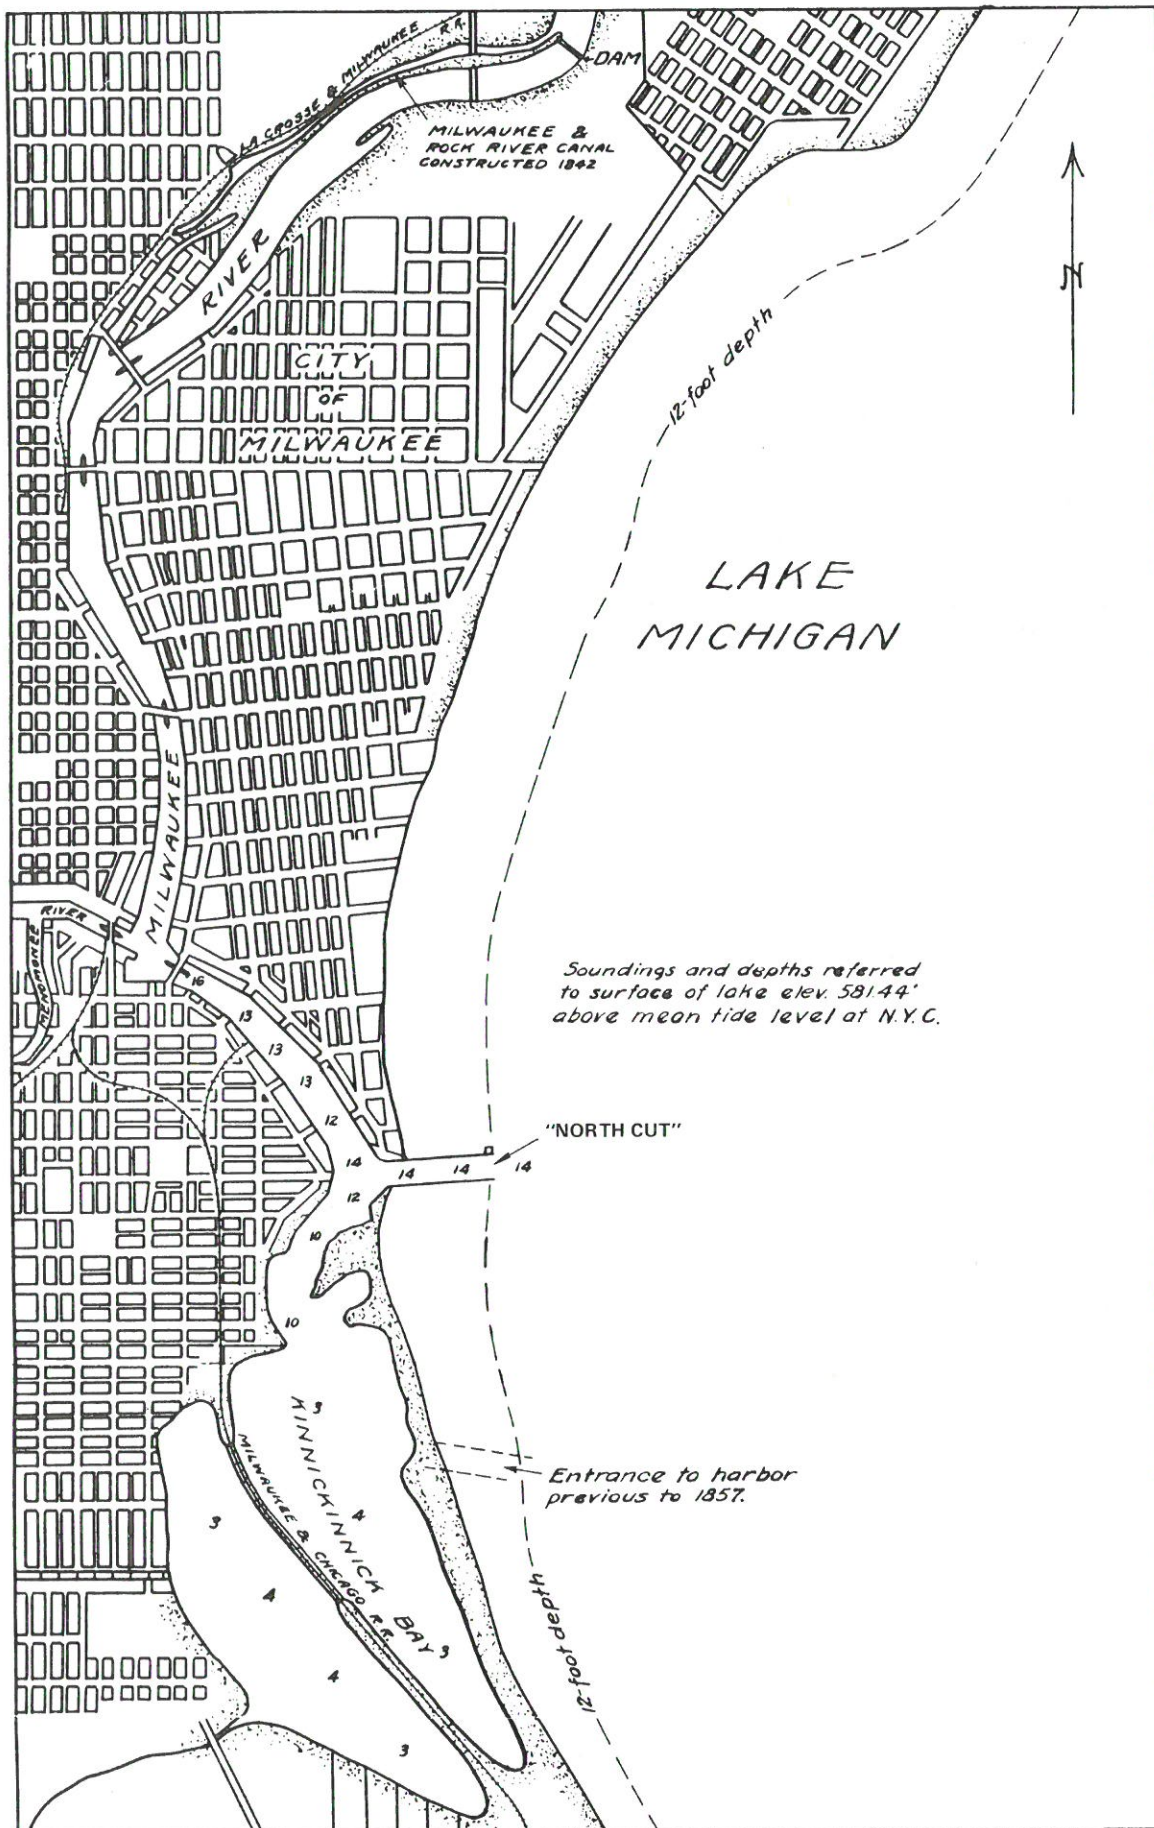 LA CROSSE & MILWAUKEE R.R.
DAM
MILWAUKEE &
ROCK RIVER CANAL
CONSTRUCTED 1842
N
RIVER
CITY
OF
MILWAUKEE
12-foot depth
LAKE
MICHIGAN
MILWAUKEE
RIVER
MENOMONEE
Soundings and depths referred
to surface of lake elev. 581.44'
above mean tide level at N.Y.C.
16
13
13
13
12
"NORTH CUT"
14
14
14
14
12
10
10
3
KINNICKINNICK BAY
MILWAUKEE & CHICAGO R.R.
Entrance to harbor
previous to 1857.
4
3
4
3
4
3
12-foot depth